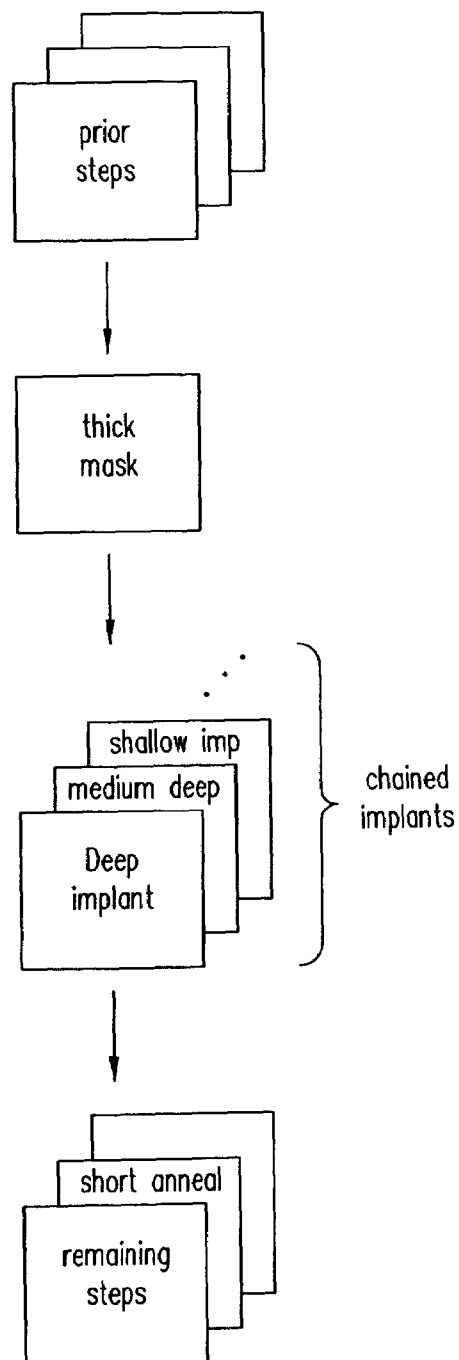 prior
steps
thick
mask
shallow imp
medium deep
Deep
implant
chained
implants
short anneal
remaining
steps